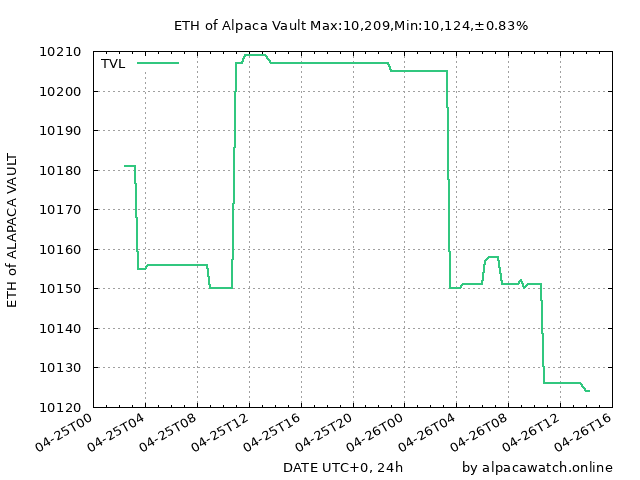 ETH of Alpaca Vault Max:10,209,Min:10,124,±0.83%
TVL
10210
10200
10190
10180
10170
10160
10150
10140
10130
10120
ETH of ALAPACA VAULT
04-25T00
04-25T04
04-25T08
04-25T12
04-25T16
04-25T20
04-26T00
04-26T04
04-26T08
04-26T12
04-26T16
DATE UTC+0, 24h
by alpacawatch.online